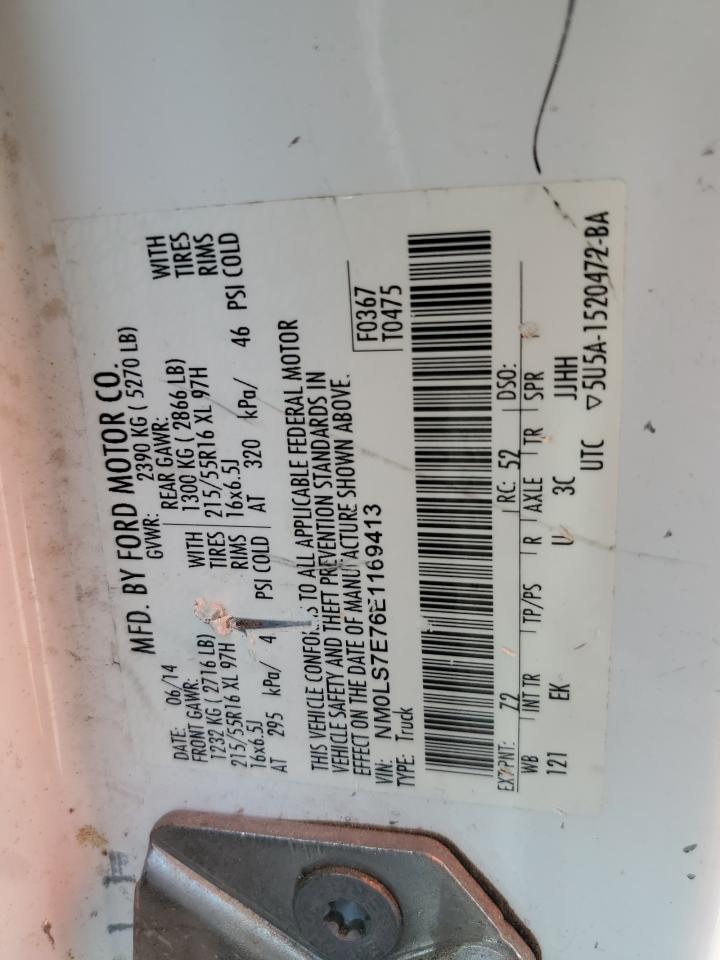 MFD. BY FORD MOTOR CO.
DATE: 06/14 GVWR: 2390 KG ( 5270 LB)
FRONT GAWR: WITH REAR GAWR: WITH
1232 KG ( 2716 LB) TIRES 1300 KG ( 2866 LB) TIRES
215/55R16 XL 97H RIMS 215/55R16 XL 97H RIMS
16x6.5J 16x6.5J
AT 295 kPa/ 4 PSI COLD AT 320 kPa/ 46 PSI COLD
THIS VEHICLE CONFORMS TO ALL APPLICABLE FEDERAL MOTOR
VEHICLE SAFETY AND THEFT PREVENTION STANDARDS IN
EFFECT ON THE DATE OF MANUFACTURE SHOWN ABOVE.
VIN: NM0LS7E76E1169413 F0367
TYPE: Truck T0475
EXT PNT: Z2 RC: 52 DSO:
WB INT TR TP/PS R AXLE TR SPR
121 EK U 3C JJHH
UTC ▽5U5A-1520472-BA